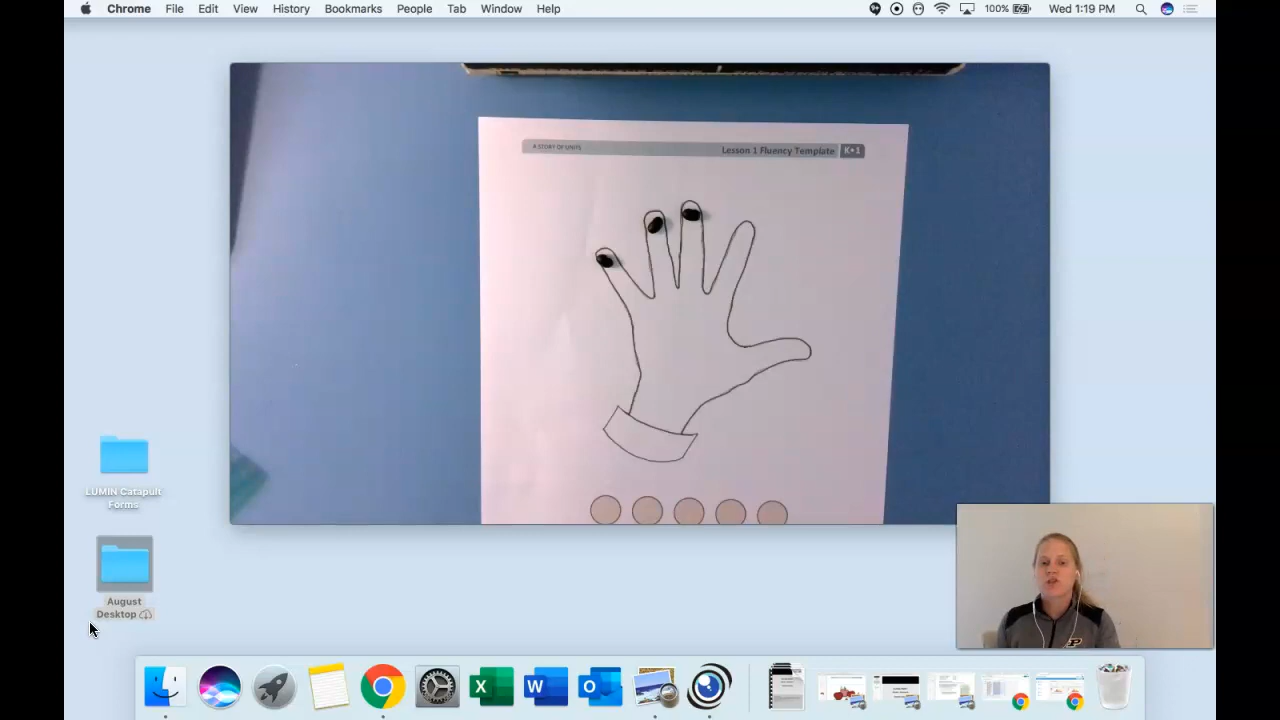 Chrome File Edit View History Bookmarks People Tab Window Help 100% Wed 1:19 PM
A STORY OF UNITS Lesson 1 Fluency Template K•1
LUMIN Catapult
Forms
August
Desktop
X W O
P